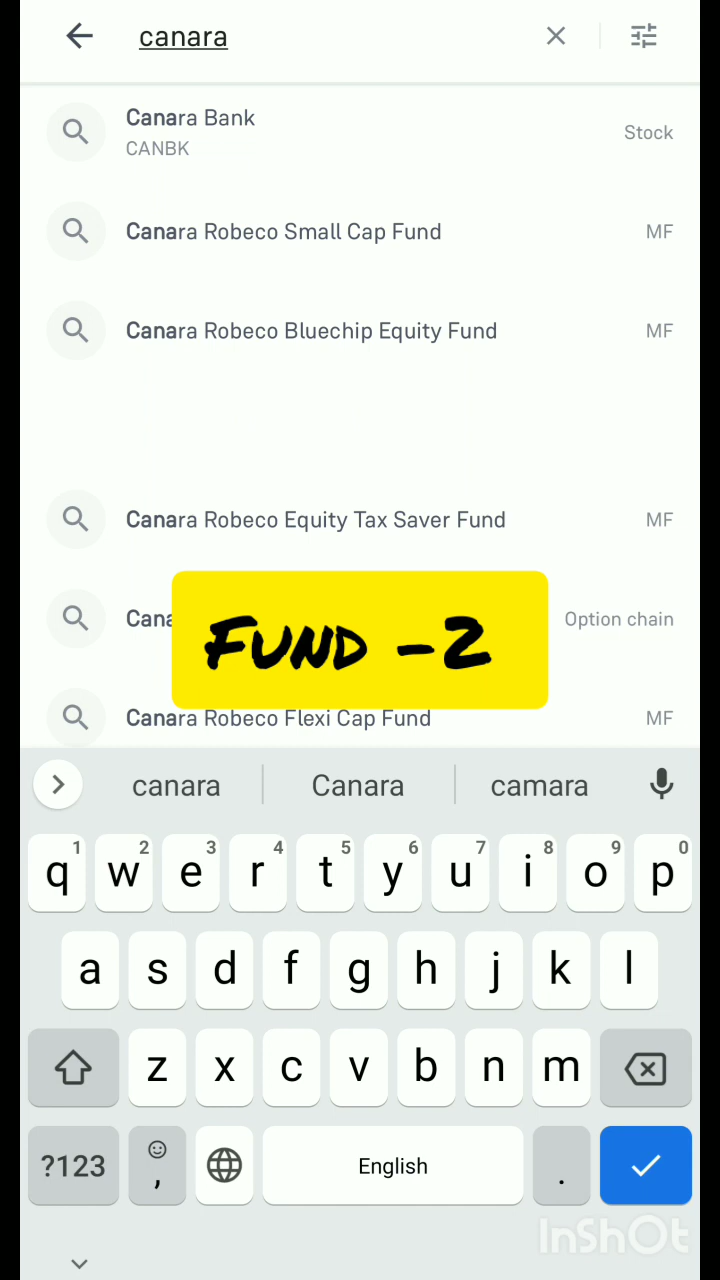 canara
Canara Bank
CANBK
Stock
Canara Robeco Small Cap Fund
MF
Canara Robeco Bluechip Equity Fund
MF
Canara Robeco Equity Tax Saver Fund
MF
Cana
Option chain
FUND -2
Canara Robeco Flexi Cap Fund
MF
canara Canara camara
1 2 3 4 5 6 7 8 9 0
q w e r t y u i o p
a s d f g h j k l
z x c v b n m
?123 , English .
InShOt